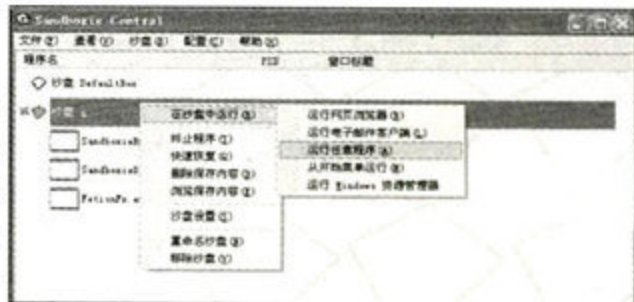 Sandboxie Control
文件(F) 查看(V) 沙盘(S) 配置(C) 帮助(H)
程序名 PID 窗口标题
沙盘 DefaultBox
沙盘
在沙盘中运行(R)
终止程序(T)
快速恢复(Q)
删除保存内容(D)
浏览保存内容(C)
沙盘设置(S)
重命名沙盘(N)
移除沙盘(V)
运行网页浏览器(B)
运行电子邮件客户端(L)
运行任意程序(A)
从开始菜单运行(M)
运行 Windows 资源管理器